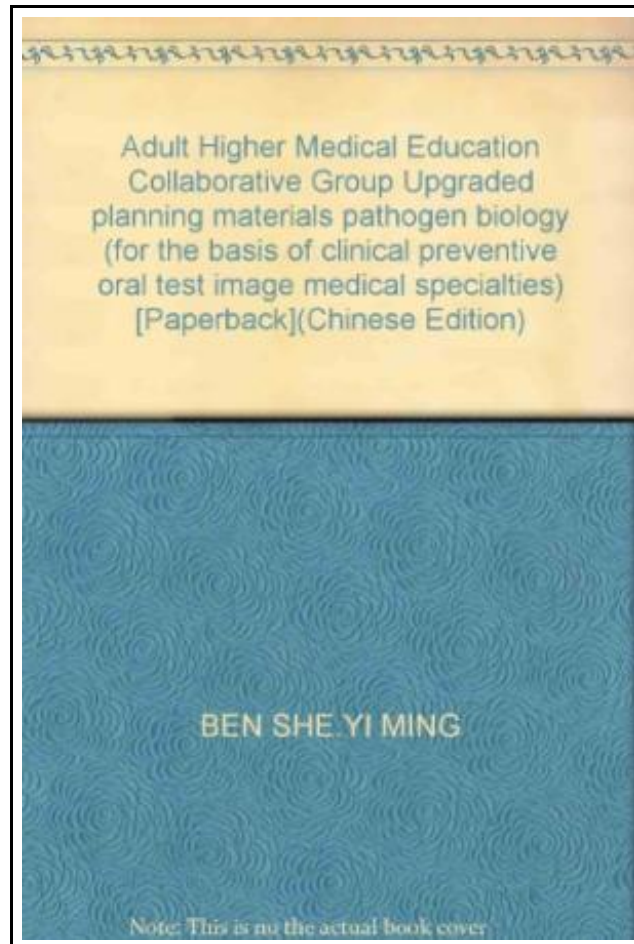 Adult Higher Medical Education
Collaborative Group Upgraded
planning materials pathogen biology
(for the basis of clinical preventive
oral test image medical specialties)
[Paperback](Chinese Edition)
BEN SHE.YI MING
Note: This is no the actual book cover